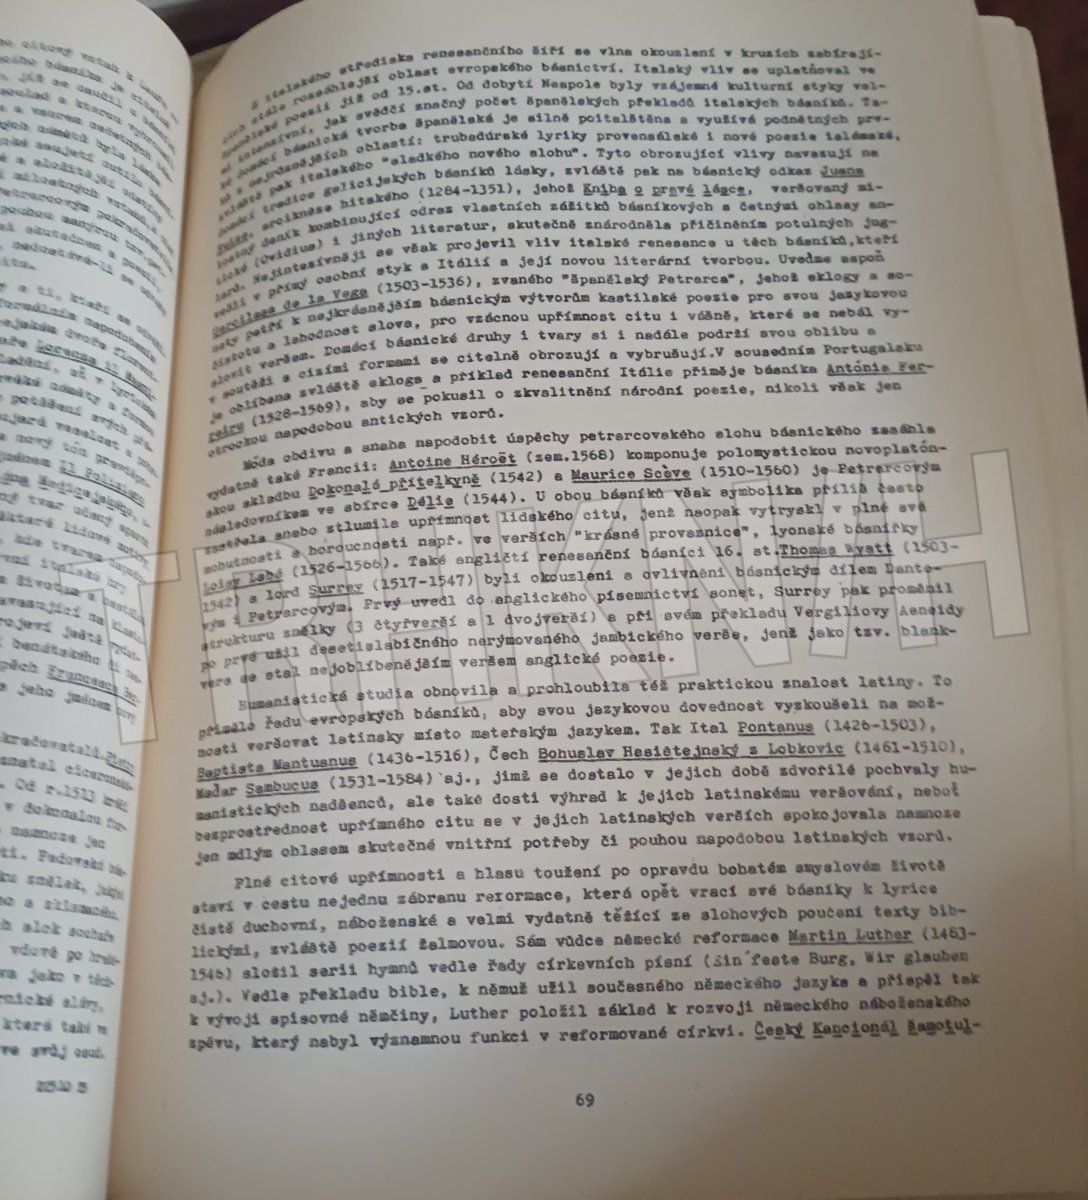 Z italského střediska renesančního šíří se vlna okouzlení v kruzích zabírají-
cích stále rozsáhlejší oblast evropského básnictví. Italský vliv se uplatňoval ve
španělské poezii již od 15.st. Od dobytí Neapole byly vzájemné kulturní styky vel-
mi intenzivní, jak svědčí značný počet španělských překladů italských básníků. Ta-
ké domácí básnická tvorba španělská je silně poitalštěna a využívá podnětných prv-
ků z nejrůznějších oblastí: trubadúrské lyriky provensálské i nové poezie islámské,
zvláště pak italského "sladkého nového slohu". Tyto obrozující vlivy navazují na
domácí tradice galicijských básníků lásky, zvláště pak na básnický odkaz Juana
Ruize, arcikněze hitského (1284-1351), jehož Kniha o pravé lásce, veršovaný mi-
lostný deník kombinující odraz vlastních zážitků básníkových s četnými ohlasy an-
tické (Ovidius) i jiných literatur, skutečně znárodněla přičiněním potulných jug-
lard. Nejintezívněji se však projevil vliv italské renesance u těch básníků,kteří
vešli v přímý osobní styk s Itálií a její novou literární tvorbou. Uveďme aspoň
Garcilasa de la Vega (1503-1536), zvaného "španělský Petrarca", jehož eklogy a so-
nety patří k nejkrásnějším básnickým výtvorům kastilské poezie pro svou jazykovou
čistotu a lahodnost slova, pro vzácnou upřímnost citu i vášně, které se nebál vy-
slovit veršem. Domácí básnické druhy i tvary si i nadále podrží svou oblibu a
v soutěži s cizími formami se citelně obrozují a vybrušují.V sousedním Portugalsku
je oblíbena zvláště ekloga a příklad renesanční Itálie přiměje básníka Antónia Fer-
reiru (1528-1569), aby se pokusil o zkvalitnění národní poezie, nikoli však jen
otrockou napodobou antických vzorů.
Móda obdivu a snaha napodobit úspěchy petrarcovského slohu básnického zasáhla
vydatně také Francii: Antoine Héroët (zem.1568) komponuje polomystickou novoplatón-
skou skladbu Dokonalá přítelkyně (1542) a Maurice Scève (1510-1560) je Petrarcovým
následovníkem ve sbírce Délie (1544). U obou básníků však symbolika příliš často
zastřela anebo ztlumila upřímnost lidského citu, jenž naopak vytryskl v plné své
mohutnosti a horoucnosti např. ve verších "krásné provaznice", lyonské básnířky
Loisy Labé (1526-1566). Také angličtí renesanční básníci 16. st.Thomas Wyatt (1503-
1542) a lord Surrey (1517-1547) byli okouzleni a ovlivněni básnickým dílem Danto-
vým i Petrarcovým. Prvý uvedl do anglického písemnictví sonet, Surrey pak proměnil
strukturu znělky (3 čtyřverší a 1 dvojverší) a při svém překladu Vergiliovy Aeneidy
po prvé užil desetislabičného nerýmovaného jambického verše, jenž jako tzv. blank-
vers se stal nejoblíbenějším veršem anglické poezie.
Humanistická studia obnovila a prohloubila též praktickou znalost latiny. To
přimělo řadu evropských básníků, aby svou jazykovou dovednost vyzkoušeli na mož-
nosti veršovat latinsky místo mateřským jazykem. Tak Ital Pontanus (1426-1503),
Baptista Mantuanus (1436-1516), Čech Bohuslav Hasištejnský z Lobkovic (1461-1510),
Maďar Sambucus (1531-1584) aj., jimž se dostalo v jejich době zdvořilé pochvaly hu-
manistických nadšenců, ale také dosti výhrad k jejich latinskému veršování, neboť
bezprostřednost upřímného citu se v jejich latinských verších spokojovala namnoze
jen mdlým ohlasem skutečné vnitřní potřeby či pouhou napodobou latinských vzorů.
Plné citové upřímnosti a hlasu toužení po opravdu bohatém smyslovém životě
staví v cestu nejednu zábranu reformace, která opět vrací své básníky k lyrice
čistě duchovní, náboženské a velmi vydatně těžící ze slohových poučení texty bib-
lickými, zvláště poezií žalmovou. Sám vůdce německé reformace Martin Luther (1483-
1546) složil serii hymnů vedle řady církevních písní (Ein feste Burg, Wir glauben
aj.). Vedle překladu bible, k němuž užil současného německého jazyka a přispěl tak
k vývoji spisovné němčiny, Luther položil základ k rozvoji německého náboženského
zpěvu, který nabyl významnou funkci v reformované církvi. Český Kancionál Šamotul-
69
THKNH